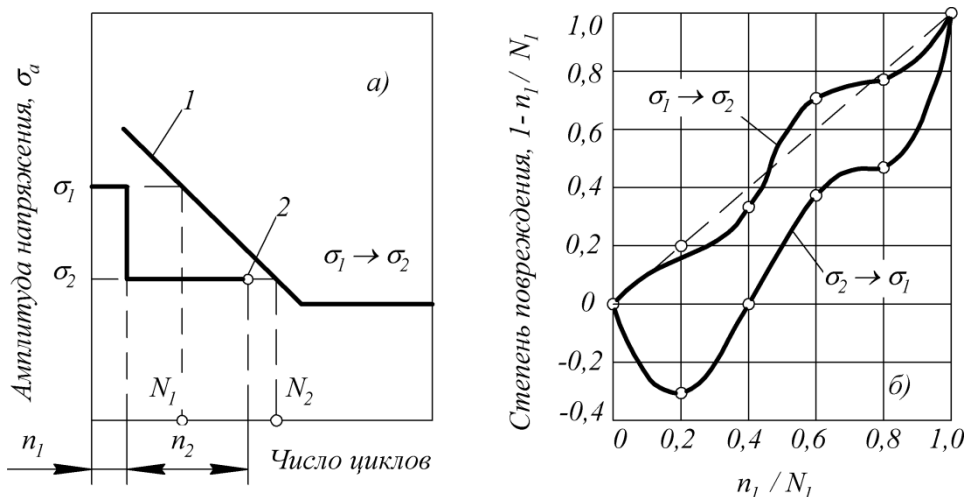 Амплитуда напряжения, σa
а)
1
σ1
2
σ1 → σ2
σ2
N1
N2
n1
n2
Число циклов
Степень повреждения, 1- n1 / N1
1,0
0,8
0,6
0,4
0,2
0
-0,2
-0,4
σ1 → σ2
σ2 → σ1
б)
0 0,2 0,4 0,6 0,8 1,0
n1 / N1